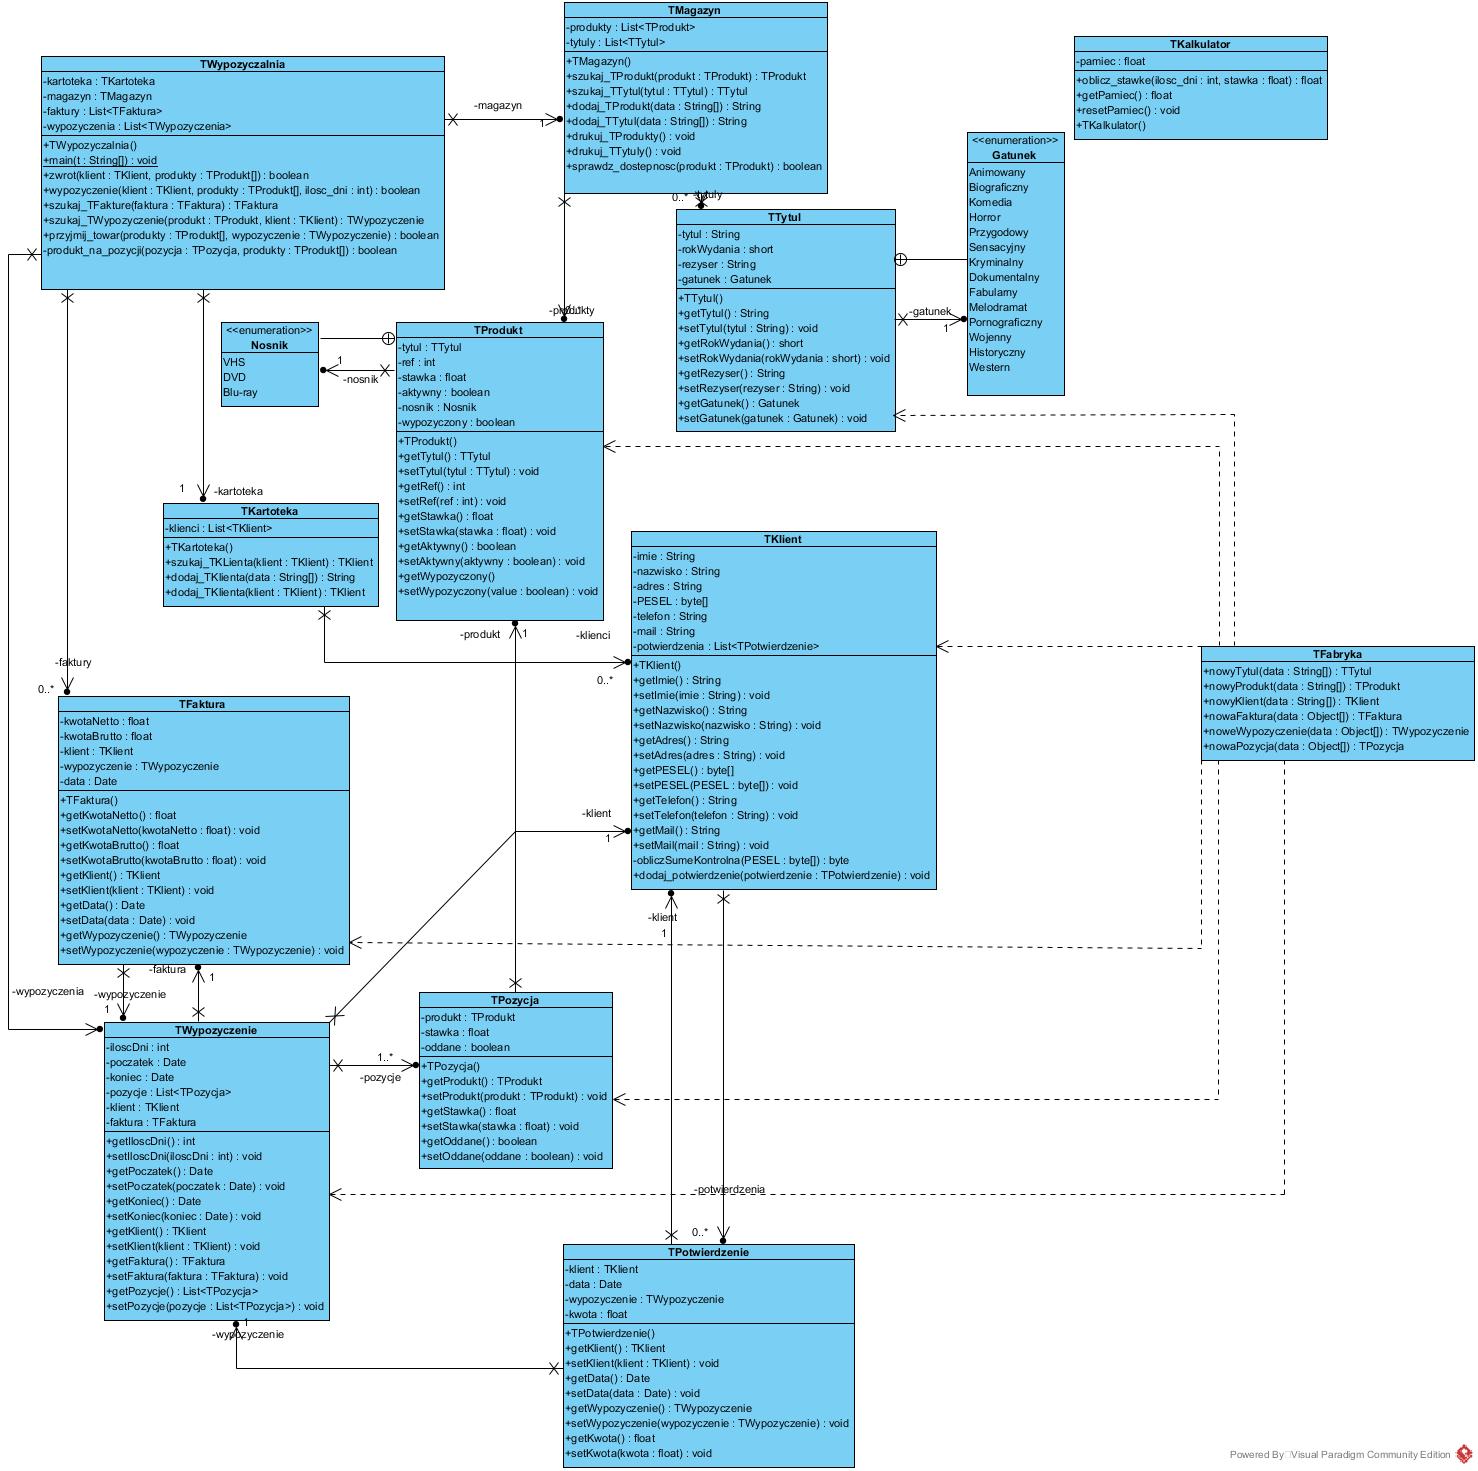 TMagazyn
-produkty : List<TProdukt>
-tytuly : List<TTytul>
+TMagazyn()
+szukaj_TProdukt(produkt : TProdukt) : TProdukt
+szukaj_TTytul(tytul : TTytul) : TTytul
+dodaj_TProdukt(data : String[]) : String
+dodaj_TTytul(data : String[]) : String
+drukuj_TProdukty() : void
+drukuj_TTytuly() : void
+sprawdz_dostepnosc(produkt : TProdukt) : boolean
TWypozyczalnia
-kartoteka : TKartoteka
-magazyn : TMagazyn
-faktury : List<TFaktura>
-wypozyczenia : List<TWypozyczenia>
+TWypozyczalnia()
+main(t : String[]) : void
+zwrot(klient : TKlient, produkty : TProdukt[]) : boolean
+wypozyczenie(klient : TKlient, produkty : TProdukt[], ilosc_dni : int) : boolean
+szukaj_TFakture(faktura : TFaktura) : TFaktura
+szukaj_TWypozyczenie(produkt : TProdukt, klient : TKlient) : TWypozyczenie
+przyjmij_towar(produkty : TProdukt[], wypozyczenie : TWypozyczenie) : boolean
-produkt_na_pozycji(pozycja : TPozycja, produkty : TProdukt[]) : boolean
-magazyn
1
TKalkulator
-pamiec : float
+oblicz_stawke(ilosc_dni : int, stawka : float) : float
+getPamiec() : float
+resetPamiec() : void
+TKalkulator()
<<enumeration>>
Gatunek
Animowany
Biograficzny
Komedia
Horror
Przygodowy
Sensacyjny
Kryminalny
Dokumentalny
Fabularny
Melodramat
Pornograficzny
Wojenny
Historyczny
Western
0..*
-tytuly
TTytul
-tytul : String
-rokWydania : short
-rezyser : String
-gatunek : Gatunek
+TTytul()
+getTytul() : String
+setTytul(tytul : String) : void
+getRokWydania() : short
+setRokWydania(rokWydania : short) : void
+getRezyser() : String
+setRezyser(rezyser : String) : void
+getGatunek() : Gatunek
+setGatunek(gatunek : Gatunek) : void
-gatunek
1
-produkty
<<enumeration>>
Nosnik
VHS
DVD
Blu-ray
1
-nosnik
TProdukt
-tytul : TTytul
-ref : int
-stawka : float
-aktywny : boolean
-nosnik : Nosnik
-wypozyczony : boolean
+TProdukt()
+getTytul() : TTytul
+setTytul(tytul : TTytul) : void
+getRef() : int
+setRef(ref : int) : void
+getStawka() : float
+setStawka(stawka : float) : void
+getAktywny() : boolean
+setAktywny(aktywny : boolean) : void
+getWypozyczony()
+setWypozyczony(value : boolean) : void
1
-kartoteka
TKartoteka
-klienci : List<TKlient>
+TKartoteka()
+szukaj_TKLienta(klient : TKlient) : TKlient
+dodaj_TKlienta(data : String[]) : String
+dodaj_TKlienta(klient : TKlient) : TKlient
-produkt
1
-klienci
0..*
TKlient
-imie : String
-nazwisko : String
-adres : String
-PESEL : byte[]
-telefon : String
-mail : String
-potwierdzenia : List<TPotwierdzenie>
+TKlient()
+getImie() : String
+setImie(imie : String) : void
+getNazwisko() : String
+setNazwisko(nazwisko : String) : void
+getAdres() : String
+setAdres(adres : String) : void
+getPESEL() : byte[]
+setPESEL(PESEL : byte[]) : void
+getTelefon() : String
+setTelefon(telefon : String) : void
+getMail() : String
+setMail(mail : String) : void
-obliczSumeKontrolna(PESEL : byte[]) : byte
+dodaj_potwierdzenie(potwierdzenie : TPotwierdzenie) : void
TFabryka
+nowyTytul(data : String[]) : TTytul
+nowyProdukt(data : String[]) : TProdukt
+nowyKlient(data : String[]) : TKlient
+nowaFaktura(data : Object[]) : TFaktura
+noweWypozyczenie(data : Object[]) : TWypozyczenie
+nowaPozycja(data : Object[]) : TPozycja
-faktury
0..*
TFaktura
-kwotaNetto : float
-kwotaBrutto : float
-klient : TKlient
-wypozyczenie : TWypozyczenie
-data : Date
+TFaktura()
+getKwotaNetto() : float
+setKwotaNetto(kwotaNetto : float) : void
+getKwotaBrutto() : float
+setKwotaBrutto(kwotaBrutto : float) : void
+getKlient() : TKlient
+setKlient(klient : TKlient) : void
+getData() : Date
+setData(data : Date) : void
+getWypozyczenie() : TWypozyczenie
+setWypozyczenie(wypozyczenie : TWypozyczenie) : void
-klient
1
-klient
1
-faktura
1
-wypozyczenia
-wypozyczenie
1
TWypozyczenie
-iloscDni : int
-poczatek : Date
-koniec : Date
-pozycje : List<TPozycja>
-klient : TKlient
-faktura : TFaktura
+getIloscDni() : int
+setIloscDni(iloscDni : int) : void
+getPoczatek() : Date
+setPoczatek(poczatek : Date) : void
+getKoniec() : Date
+setKoniec(koniec : Date) : void
+getKlient() : TKlient
+setKlient(klient : TKlient) : void
+getFaktura() : TFaktura
+setFaktura(faktura : TFaktura) : void
+getPozycje() : List<TPozycja>
+setPozycje(pozycje : List<TPozycja>) : void
1..*
-pozycje
TPozycja
-produkt : TProdukt
-stawka : float
-oddane : boolean
+TPozycja()
+getProdukt() : TProdukt
+setProdukt(produkt : TProdukt) : void
+getStawka() : float
+setStawka(stawka : float) : void
+getOddane() : boolean
+setOddane(oddane : boolean) : void
-potwierdzenia
0..*
1
-wypozyczenie
TPotwierdzenie
-klient : TKlient
-data : Date
-wypozyczenie : TWypozyczenie
-kwota : float
+TPotwierdzenie()
+getKlient() : TKlient
+setKlient(klient : TKlient) : void
+getData() : Date
+setData(data : Date) : void
+getWypozyczenie() : TWypozyczenie
+setWypozyczenie(wypozyczenie : TWypozyczenie) : void
+getKwota() : float
+setKwota(kwota : float) : void
Powered By Visual Paradigm Community Edition